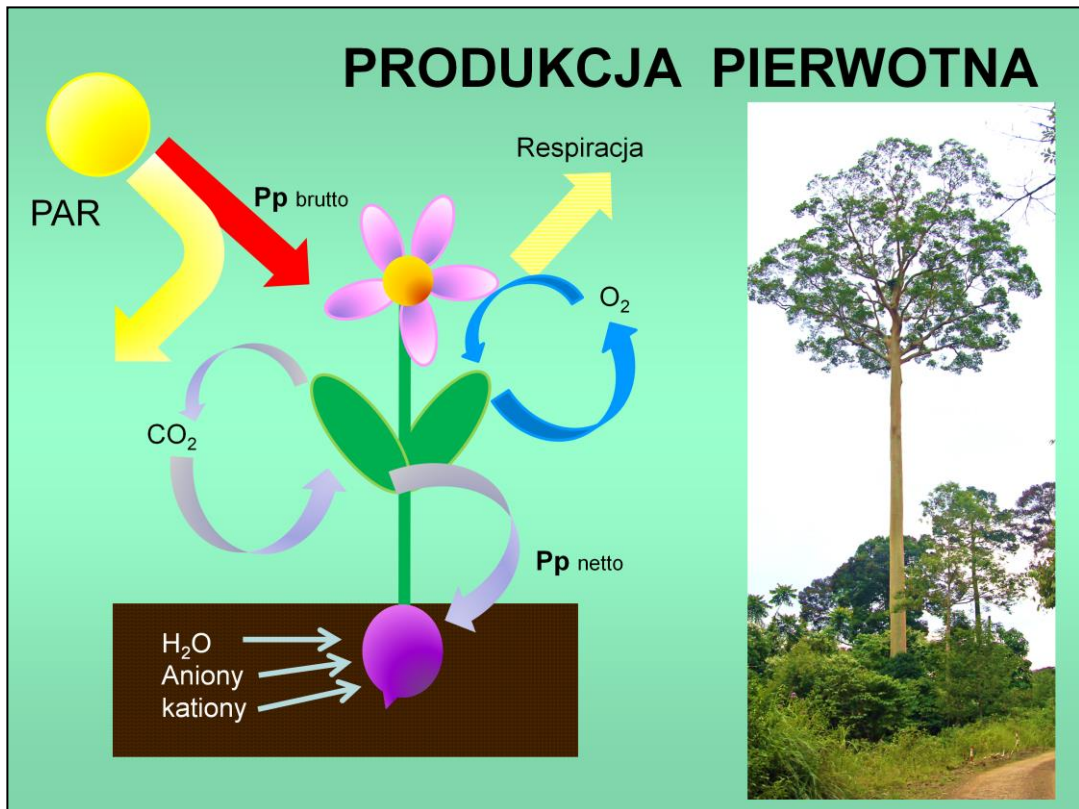 PRODUKCJA PIERWOTNA
Respiracja
Pp brutto
PAR
O₂
CO₂
Pp netto
H₂O
Aniony
kationy